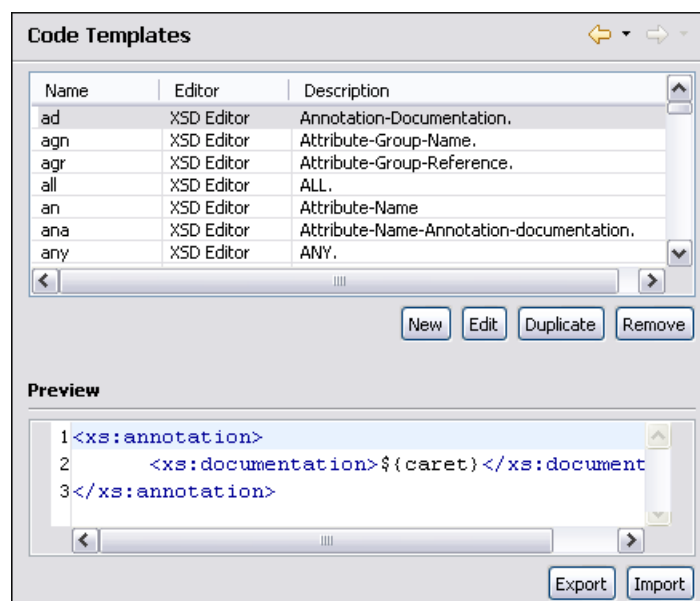 Code Templates
Name Editor Description
ad XSD Editor Annotation-Documentation.
agn XSD Editor Attribute-Group-Name.
agr XSD Editor Attribute-Group-Reference.
all XSD Editor ALL.
an XSD Editor Attribute-Name
ana XSD Editor Attribute-Name-Annotation-documentation.
any XSD Editor ANY.
New Edit Duplicate Remove
Preview
1 <xs:annotation>
2 <xs:documentation>${caret}</xs:document
3 </xs:annotation>
Export Import